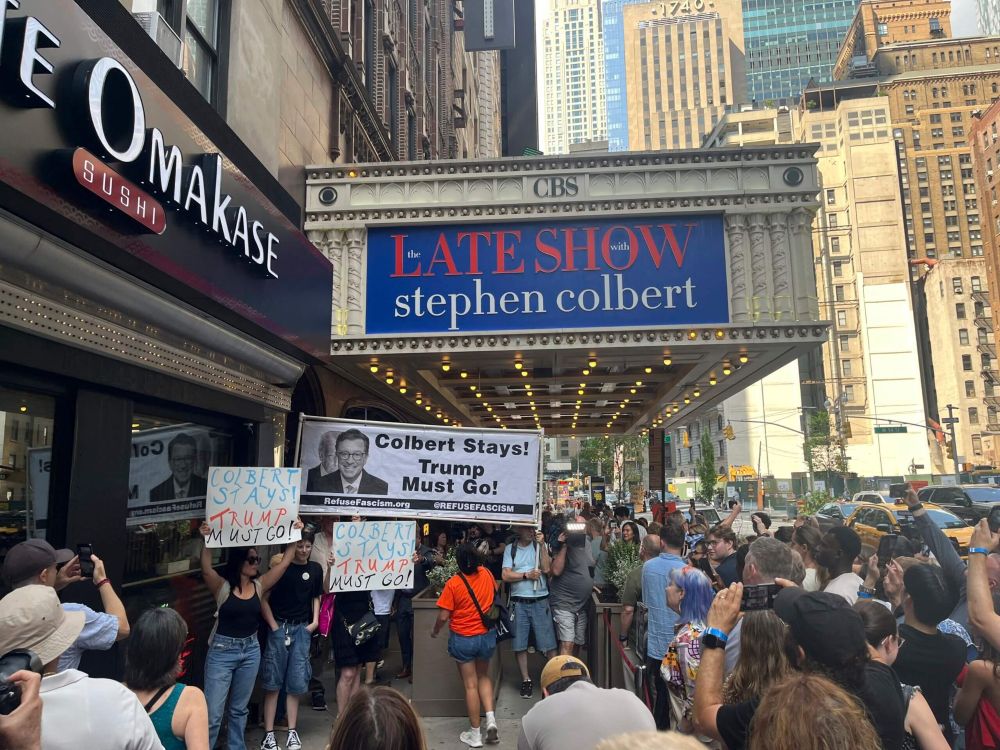 e Omakase
SUSHI
1740
CBS
the LATE SHOW with
stephen colbert
Colbert Stays!
Trump
Must Go!
RefuseFascism.org @REFUSEFASCISM
COLBERT
STAYS!
TRUMP
MUST GO!
COLBERT
STAYS!
TRUMP
MUST GO!